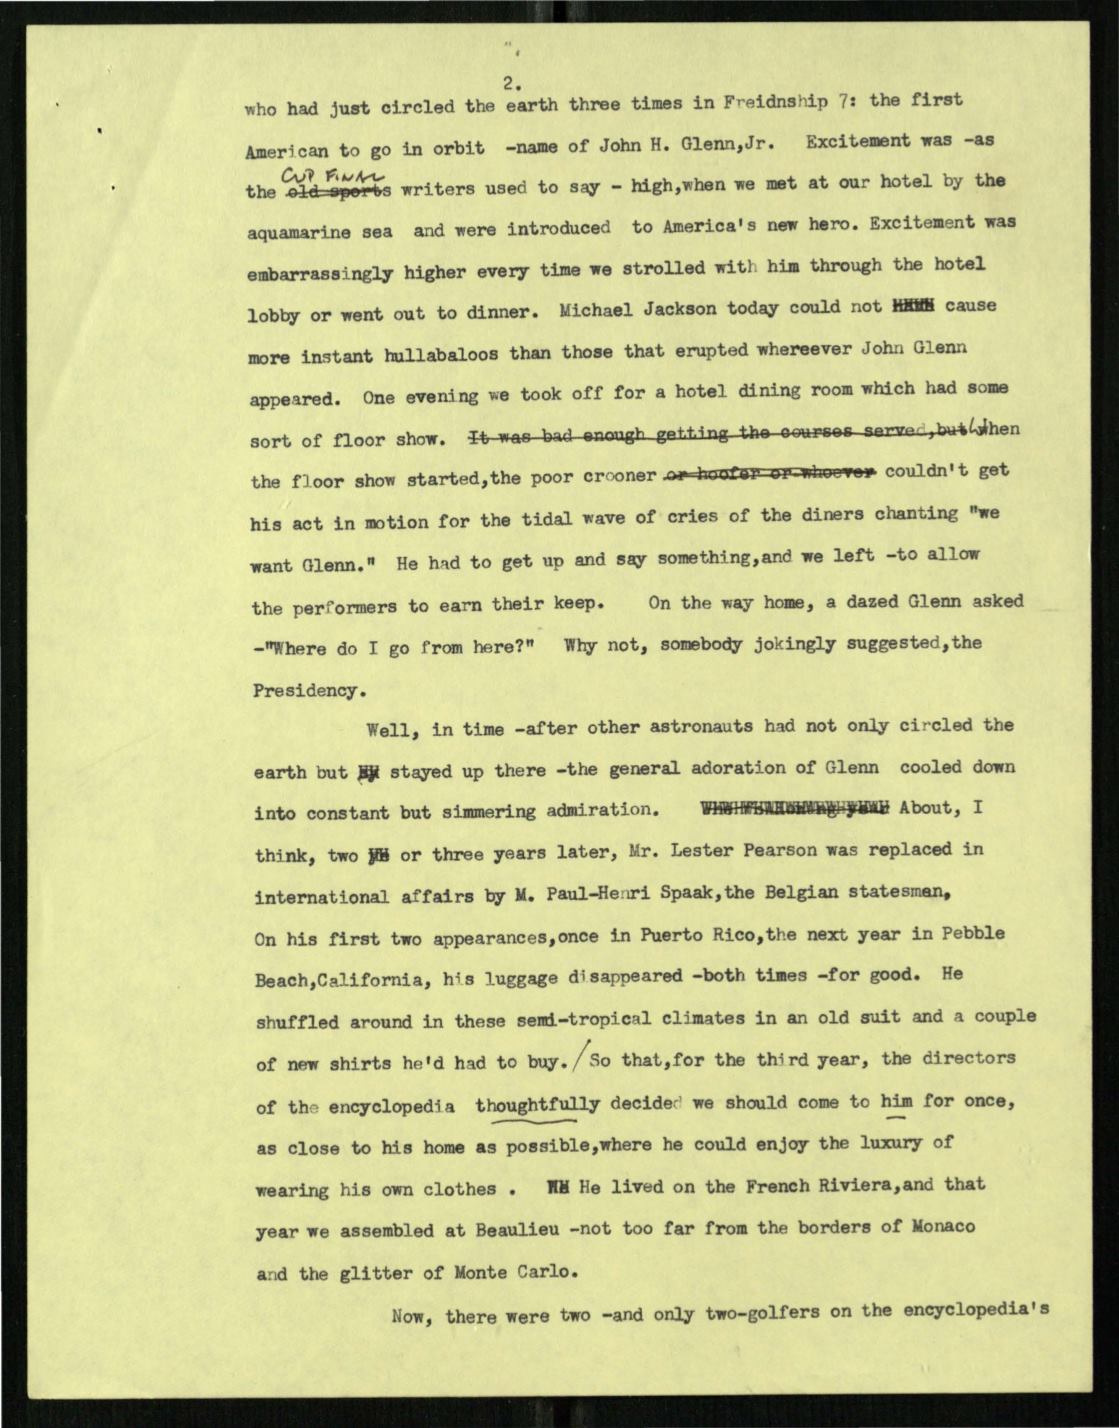 2.
who had just circled the earth three times in Freidnship 7: the first
American to go in orbit -name of John H. Glenn,Jr. Excitement was -as
CUP FINAL
the old sports writers used to say - high,when we met at our hotel by the
aquamarine sea and were introduced to America's new hero. Excitement was
embarrassingly higher every time we strolled with him through the hotel
lobby or went out to dinner. Michael Jackson today could not cause
more instant hullabaloos than those that erupted whereever John Glenn
appeared. One evening we took off for a hotel dining room which had some
sort of floor show. It was bad enough getting the courses served,but When
the floor show started,the poor crooner or hoofer or whoever couldn't get
his act in motion for the tidal wave of cries of the diners chanting "we
want Glenn." He had to get up and say something,and we left -to allow
the performers to earn their keep. On the way home, a dazed Glenn asked
-"Where do I go from here?" Why not, somebody jokingly suggested,the
Presidency.
Well, in time -after other astronauts had not only circled the
earth but stayed up there -the general adoration of Glenn cooled down
into constant but simmering admiration. About, I
think, two or three years later, Mr. Lester Pearson was replaced in
international affairs by M. Paul-Henri Spaak,the Belgian statesman,
On his first two appearances,once in Puerto Rico,the next year in Pebble
Beach,California, his luggage disappeared -both times -for good. He
shuffled around in these semi-tropical climates in an old suit and a couple
of new shirts he'd had to buy./So that,for the third year, the directors
of the encyclopedia thoughtfully decided we should come to him for once,
as close to his home as possible,where he could enjoy the luxury of
wearing his own clothes . He lived on the French Riviera,and that
year we assembled at Beaulieu -not too far from the borders of Monaco
and the glitter of Monte Carlo.
Now, there were two -and only two-golfers on the encyclopedia's